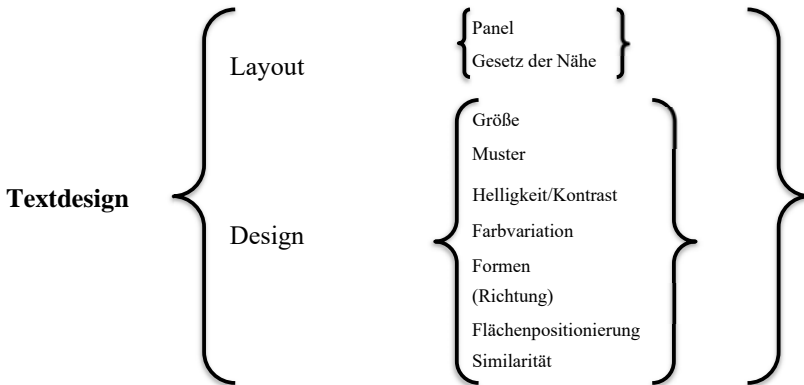 Textdesign
Layout
Panel
Gesetz der Nähe
Design
Größe
Muster
Helligkeit/Kontrast
Farbvariation
Formen
(Richtung)
Flächenpositionierung
Similarität